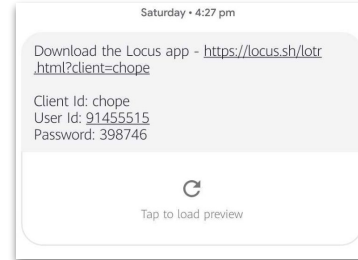 Saturday • 4:27 pm
Download the Locus app - https://locus.sh/lotr
.html?client=chope
Client Id: chope
User Id: 91455515
Password: 398746
Tap to load preview